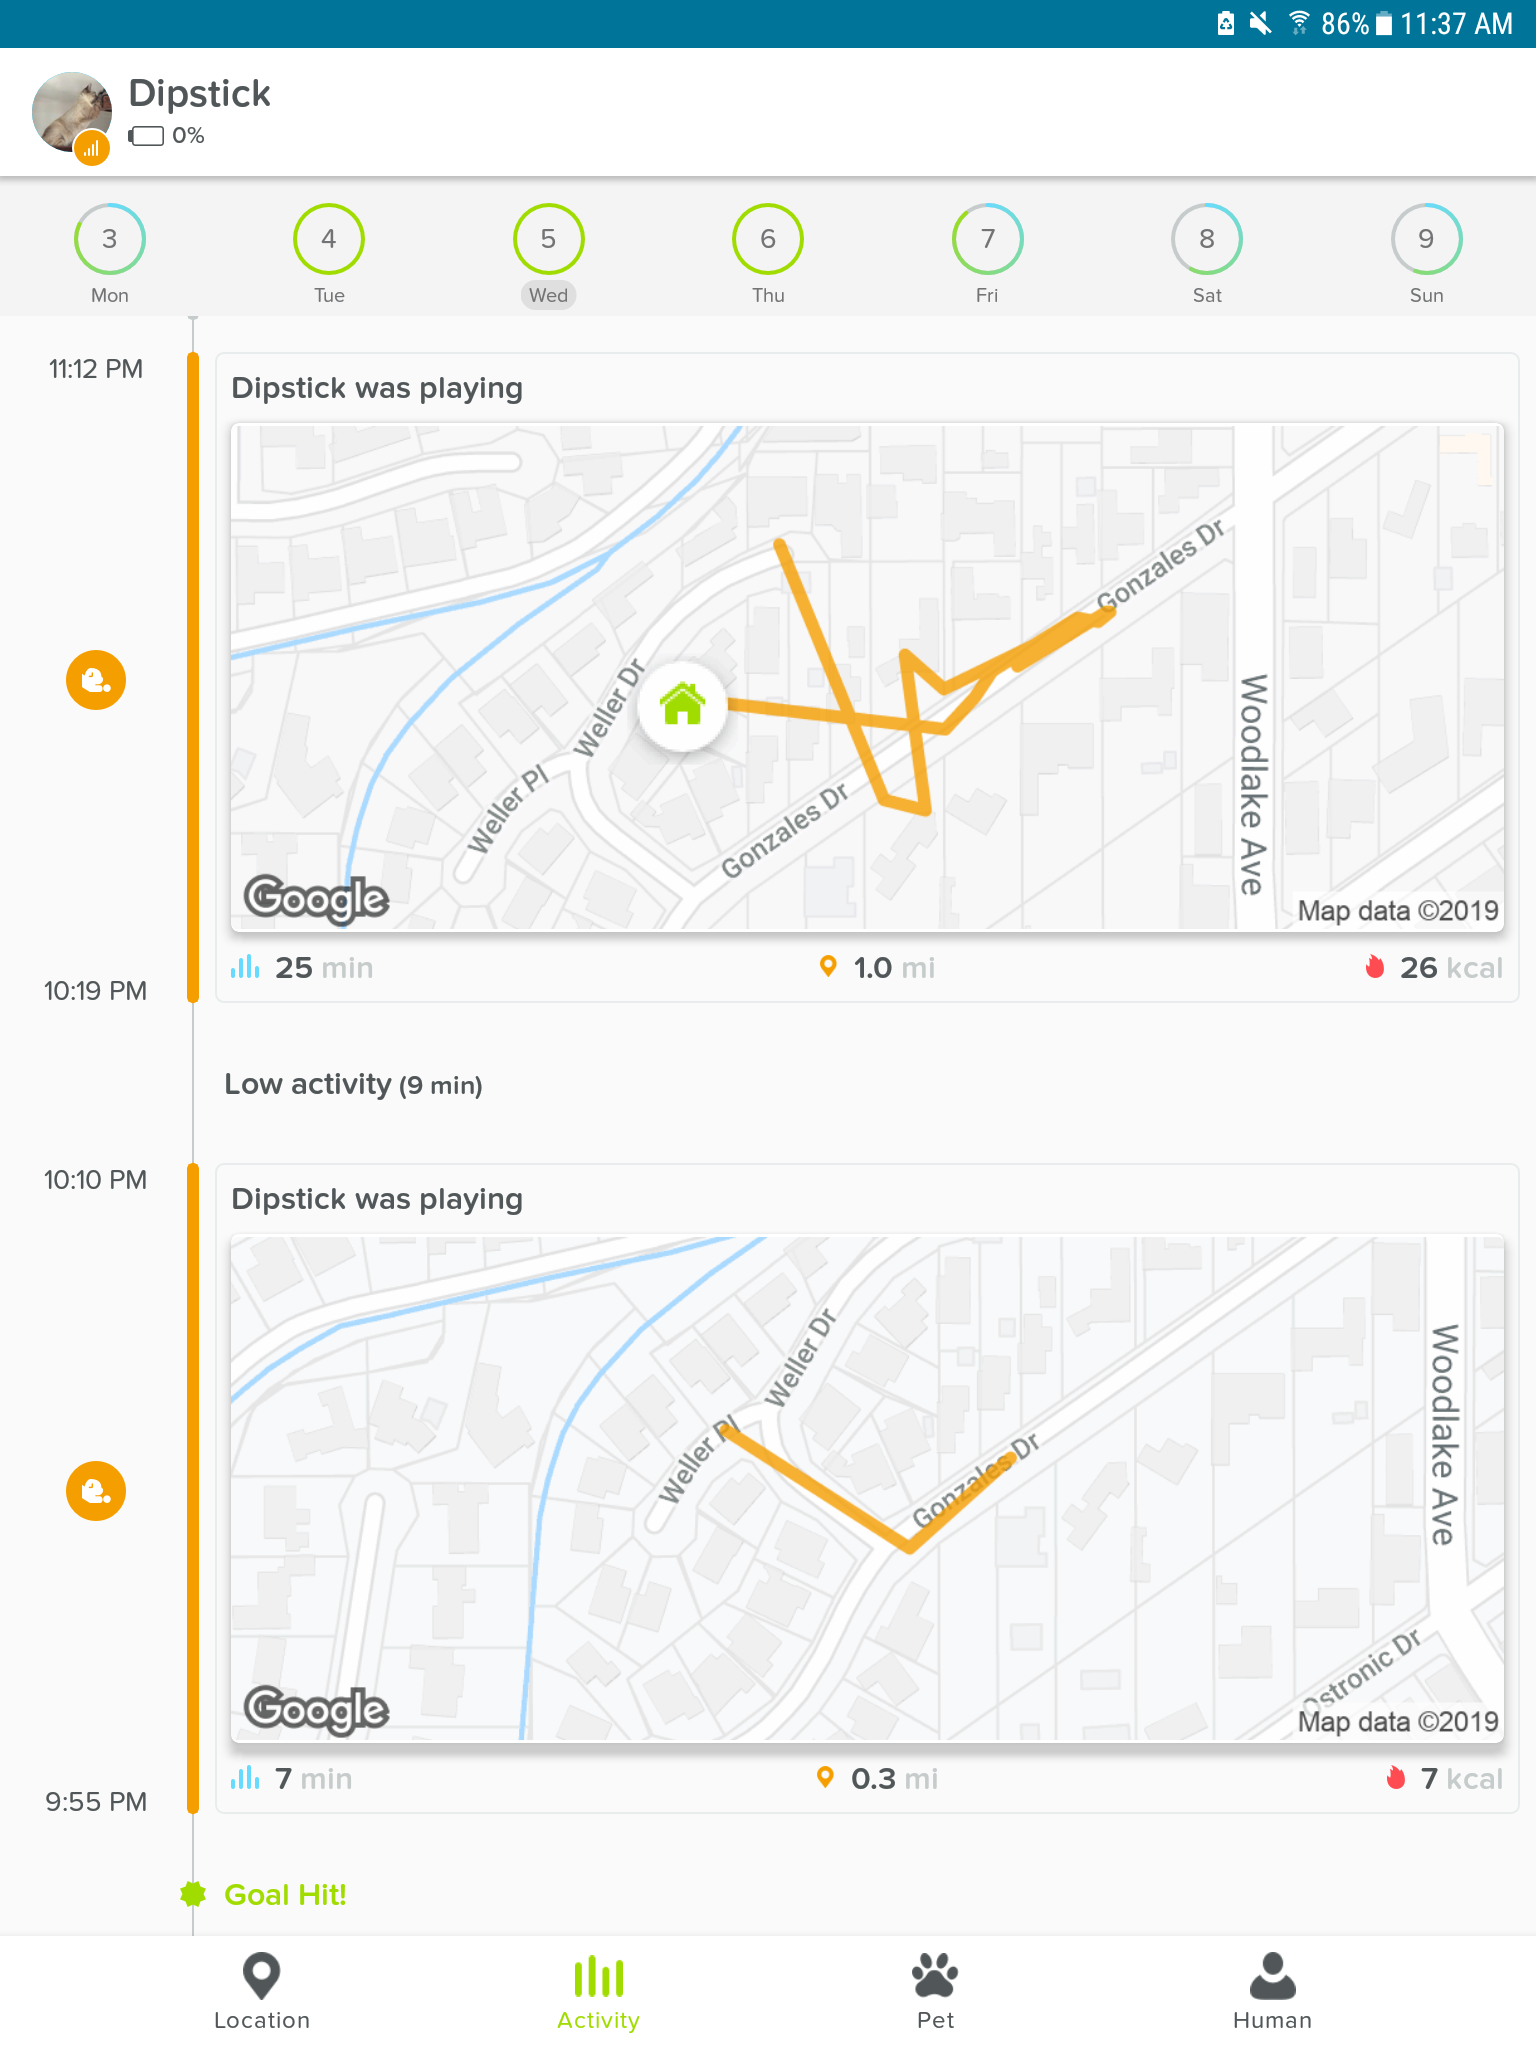 86% 11:37 AM
Dipstick
0%
3 4 5 6 7 8 9
Mon Tue Wed Thu Fri Sat Sun
11:12 PM
Dipstick was playing
Gonzales Dr
Weller Dr
Weller Pl
Gonzales Dr
Woodlake Ave
Google
Map data ©2019
25 min 1.0 mi 26 kcal
10:19 PM
Low activity (9 min)
10:10 PM
Dipstick was playing
Weller Dr
Weller Pl
Gonzales Dr
Woodlake Ave
Ostronic Dr
Google
Map data ©2019
7 min 0.3 mi 7 kcal
9:55 PM
Goal Hit!
Location Activity Pet Human